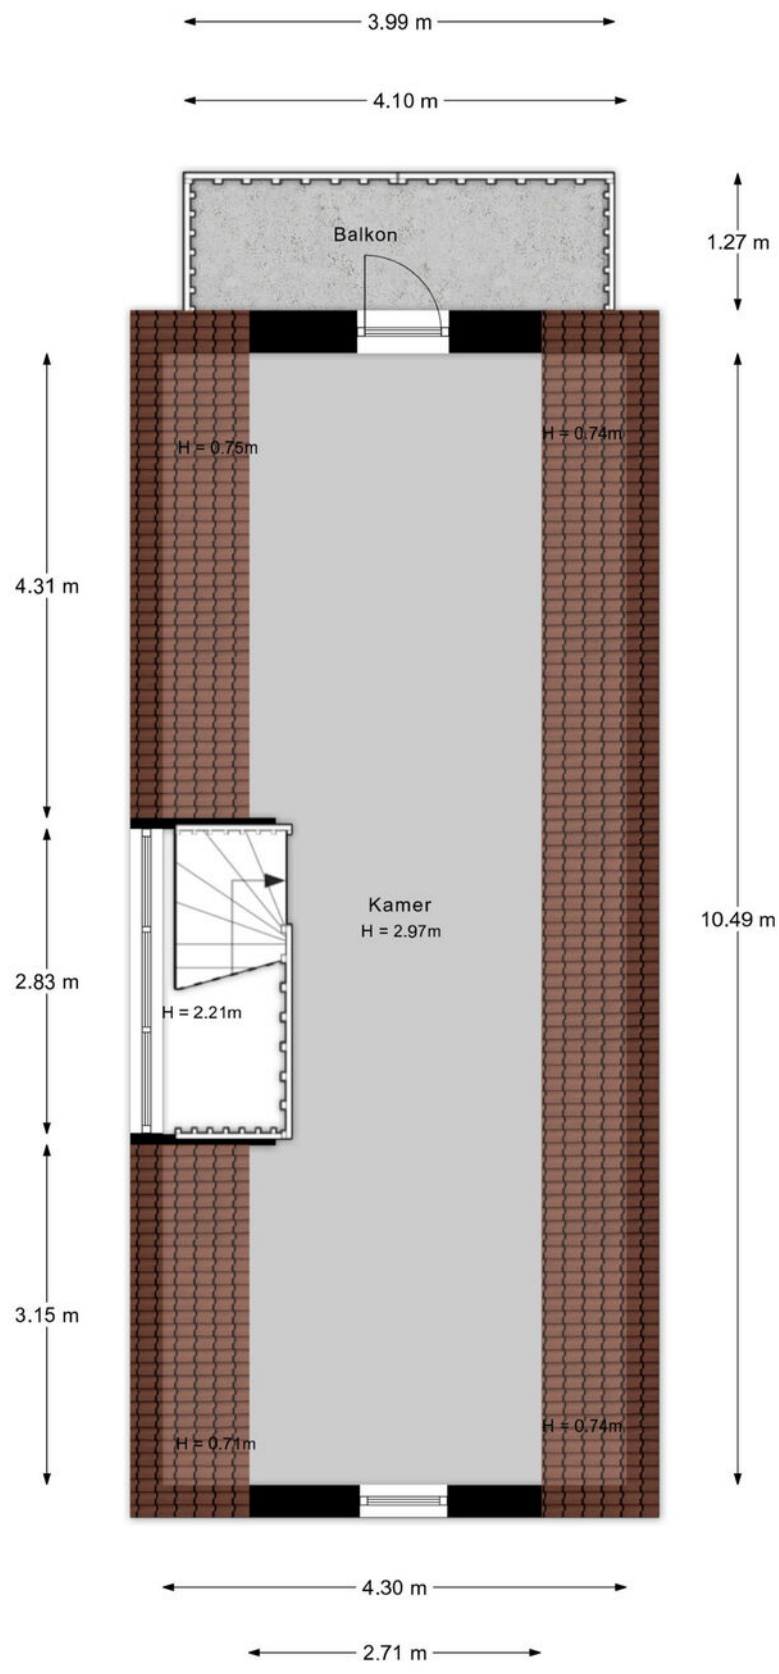 3.99 m
4.10 m
Balkon
1.27 m
H = 0.75m
H = 0.74m
4.31 m
Kamer
H = 2.97m
10.49 m
2.83 m
H = 2.21m
3.15 m
H = 0.71m
H = 0.74m
4.30 m
2.71 m